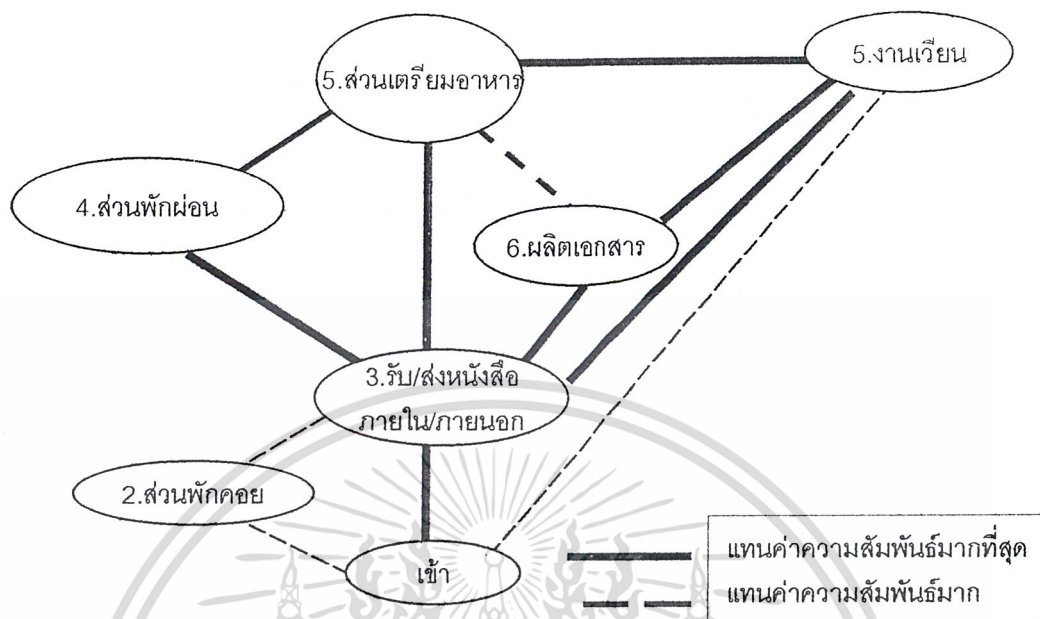 5.งานเวียน
5.ส่วนเตรียมอาหาร
4.ส่วนพักผ่อน
6.ผลิตเอกสาร
3.รับ/ส่งหนังสือ
ภายใน/ภายนอก
2.ส่วนพักคอย
เข้า
แทนค่าความสัมพันธ์มากที่สุด
แทนค่าความสัมพันธ์มาก